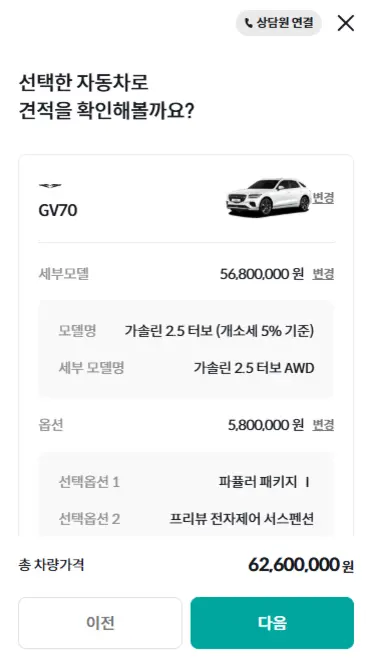 상담원 연결
선택한 자동차로
견적을 확인해볼까요?
GV70
변경
세부모델 56,800,000 원 변경
모델명 가솔린 2.5 터보 (개소세 5% 기준)
세부 모델명 가솔린 2.5 터보 AWD
옵션 5,800,000 원 변경
선택옵션 1 파퓰러 패키지 Ⅰ
선택옵션 2 프리뷰 전자제어 서스펜션
총 차량가격 62,600,000 원
이전 다음